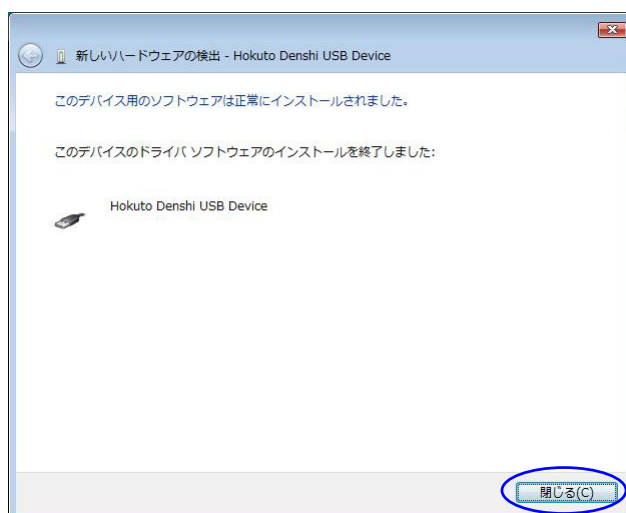 新しいハードウェアの検出 - Hokuto Denshi USB Device
このデバイス用のソフトウェアは正常にインストールされました。
このデバイスのドライバ ソフトウェアのインストールを終了しました:
Hokuto Denshi USB Device
閉じる(C)